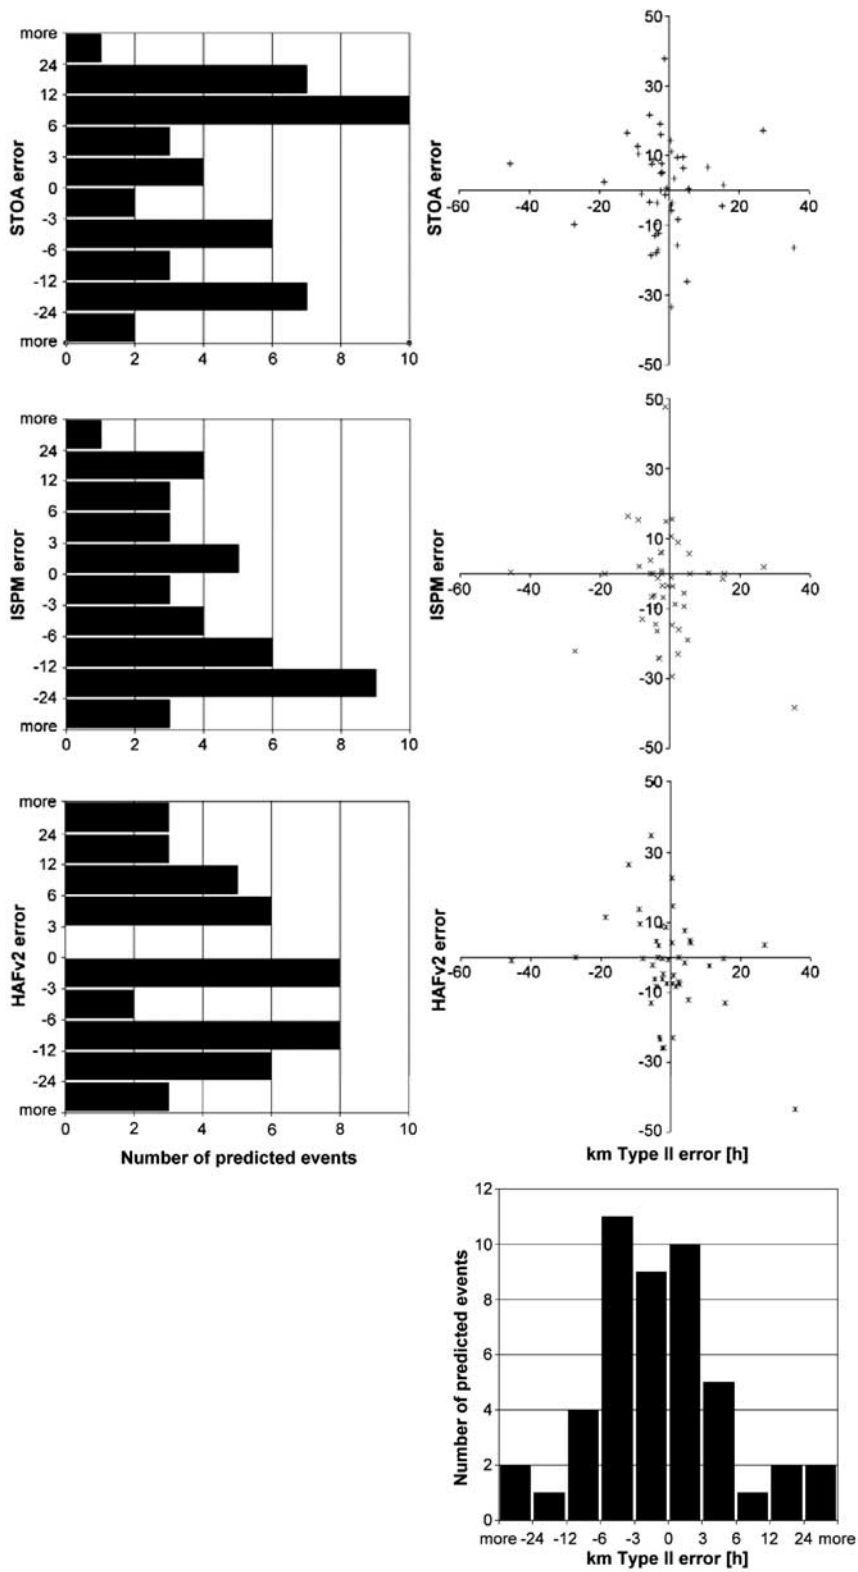 more
24
12
6
3
0
-3
-6
-12
-24
more
0 2 4 6 8 10
STOA error
50
30
10
-60 -40 -20 20 40
-10
-30
-50
STOA error
more
24
12
6
3
0
-3
-6
-12
-24
more
0 2 4 6 8 10
ISPM error
50
30
10
-60 -40 -20 20 40
-10
-30
-50
ISPM error
more
24
12
6
3
0
-3
-6
-12
-24
more
0 2 4 6 8 10
HAFv2 error
Number of predicted events
50
30
10
-60 -40 -20 20 40
-10
-30
-50
HAFv2 error
km Type II error [h]
12
10
8
6
4
2
0
Number of predicted events
more -24 -12 -6 -3 0 3 6 12 24 more
km Type II error [h]